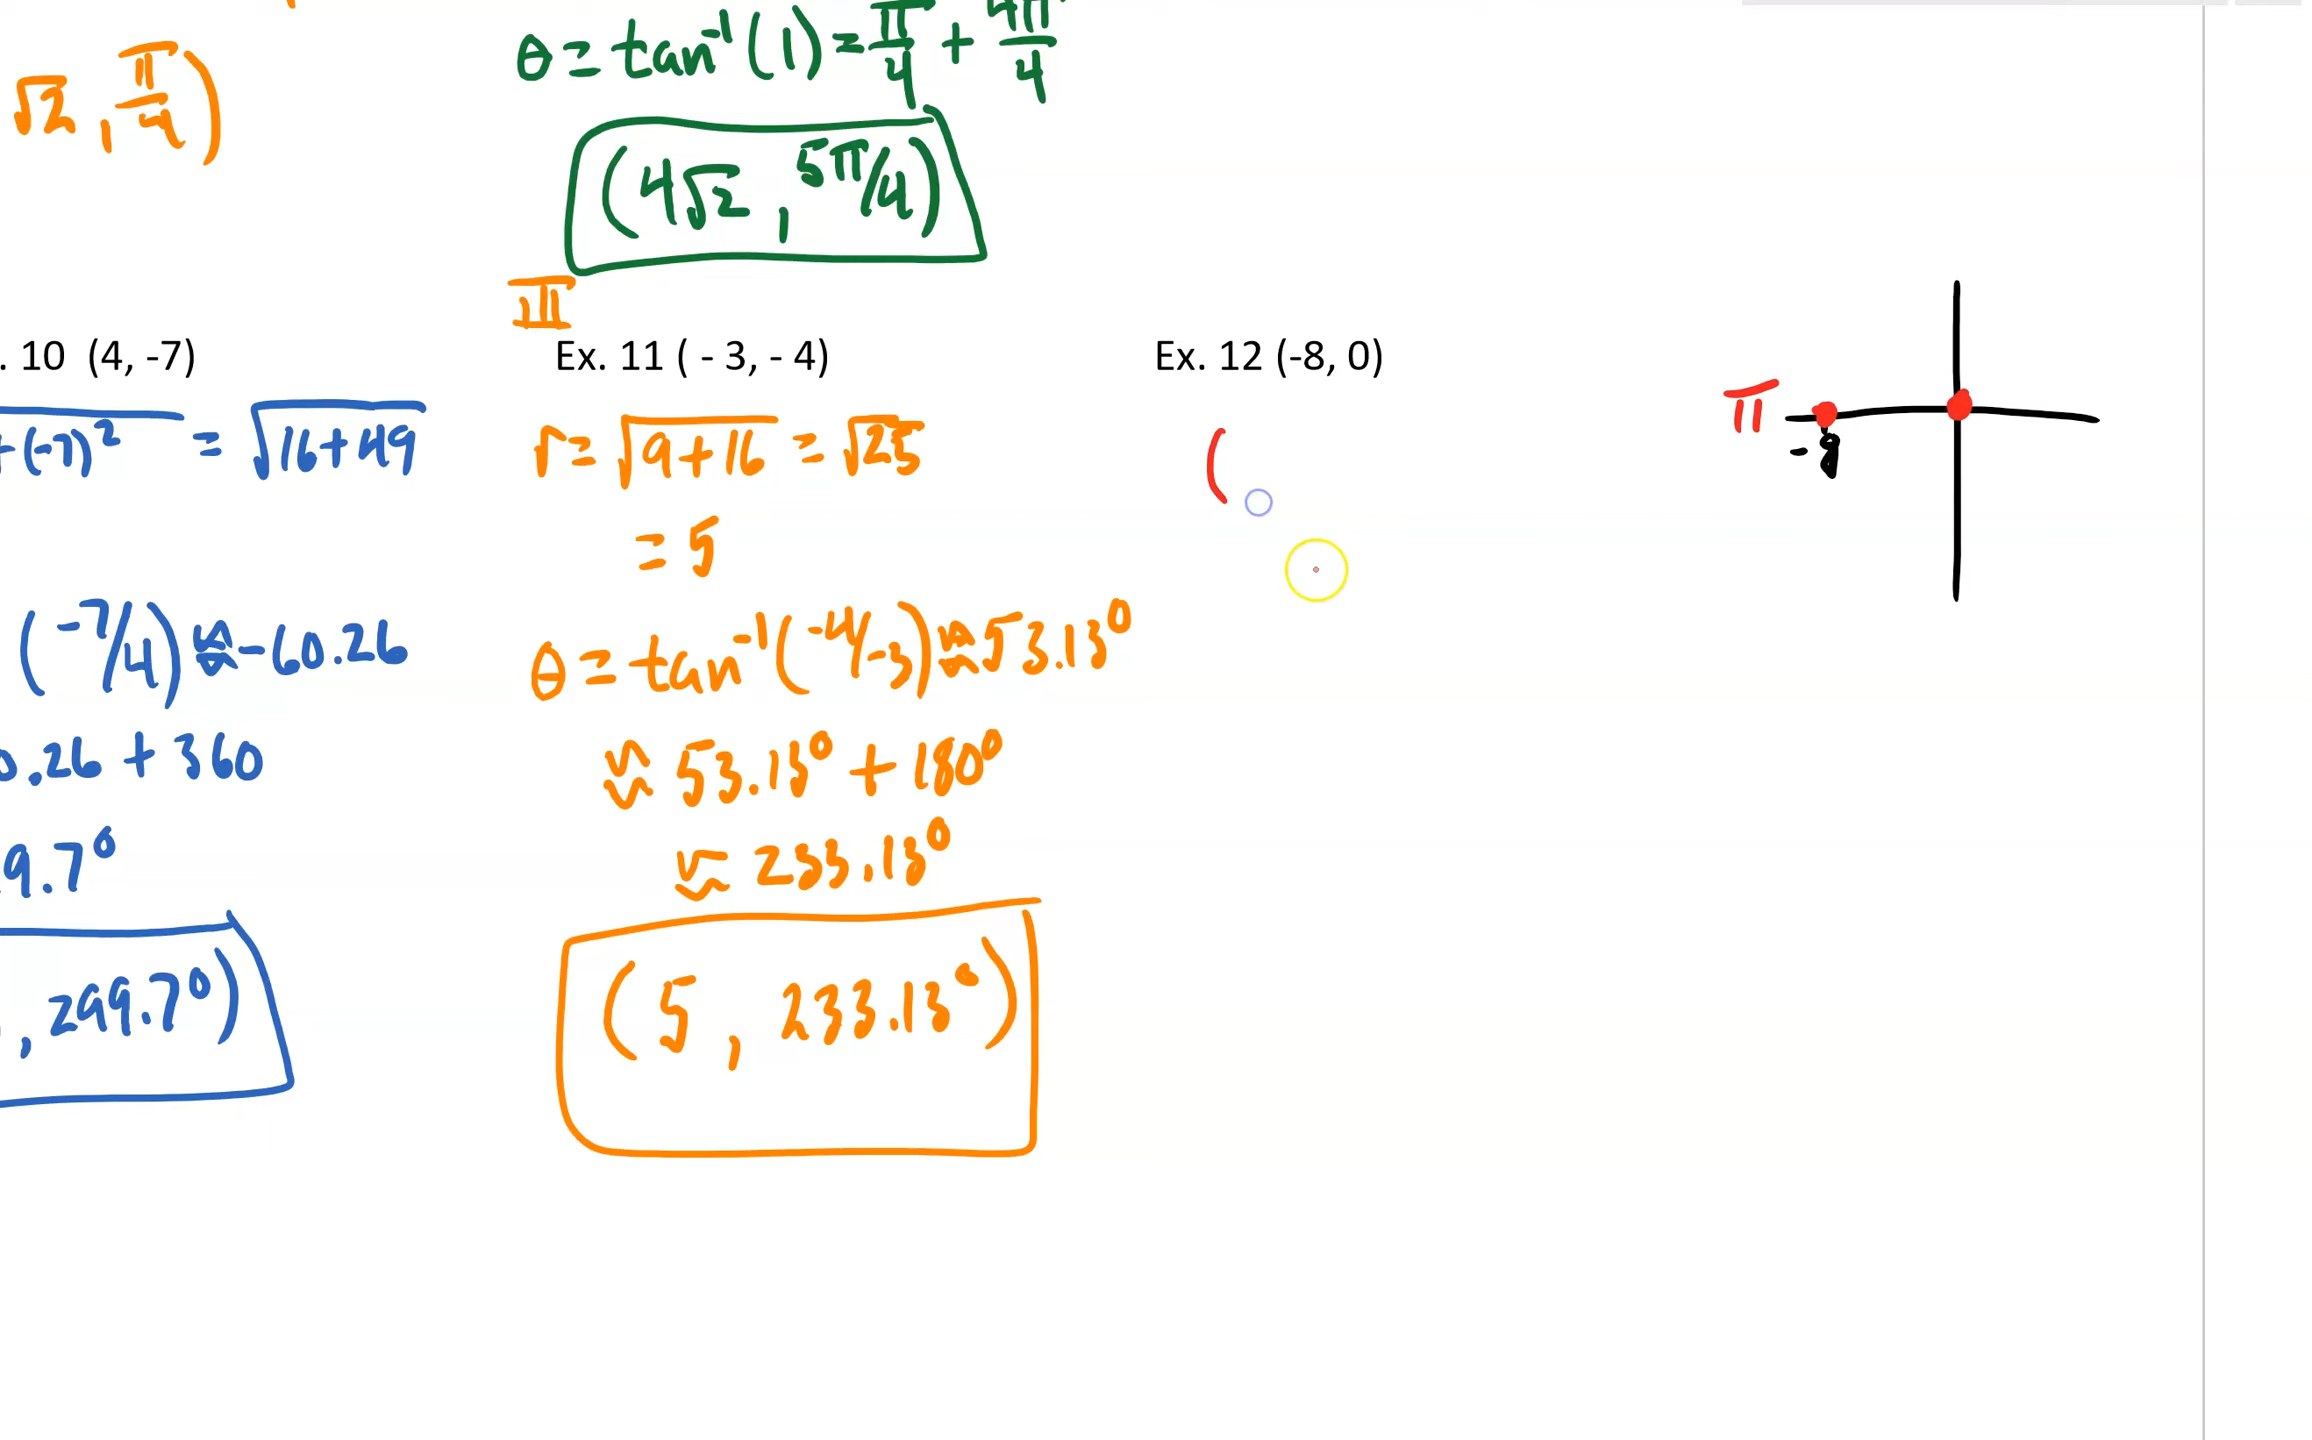 √2, π/4)
θ = tan⁻¹(1) = π/4 + 4π/4
(4√2, 5π/4)
III
. 10 (4, -7)
+(-7)² = √16+49
(-7/4) ≈ -60.26
0.26 + 360
9.7°
, 299.7°)
Ex. 11 ( - 3, - 4)
r = √9+16 = √25
= 5
θ = tan⁻¹(-4/-3) ≈ 53.13°
≈ 53.13° + 180°
≈ 233.13°
(5, 233.13°)
Ex. 12 (-8, 0)
(
π
-8